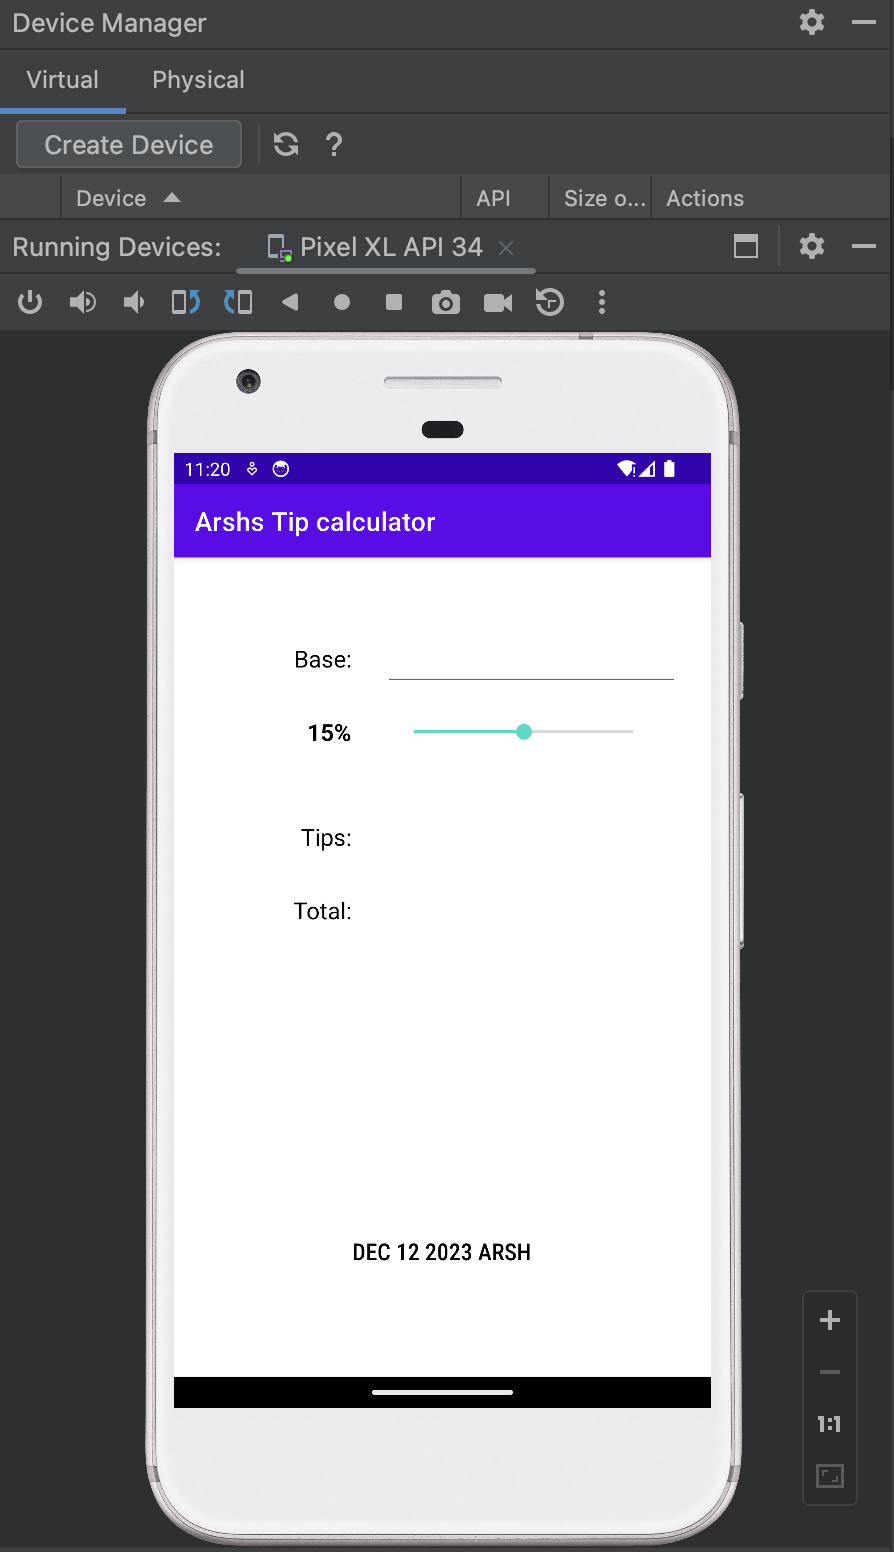 Device Manager
Virtual Physical
Create Device ?
Device API Size o... Actions
Running Devices: Pixel XL API 34
11:20
Arshs Tip calculator
Base:
15%
Tips:
Total:
DEC 12 2023 ARSH
1:1